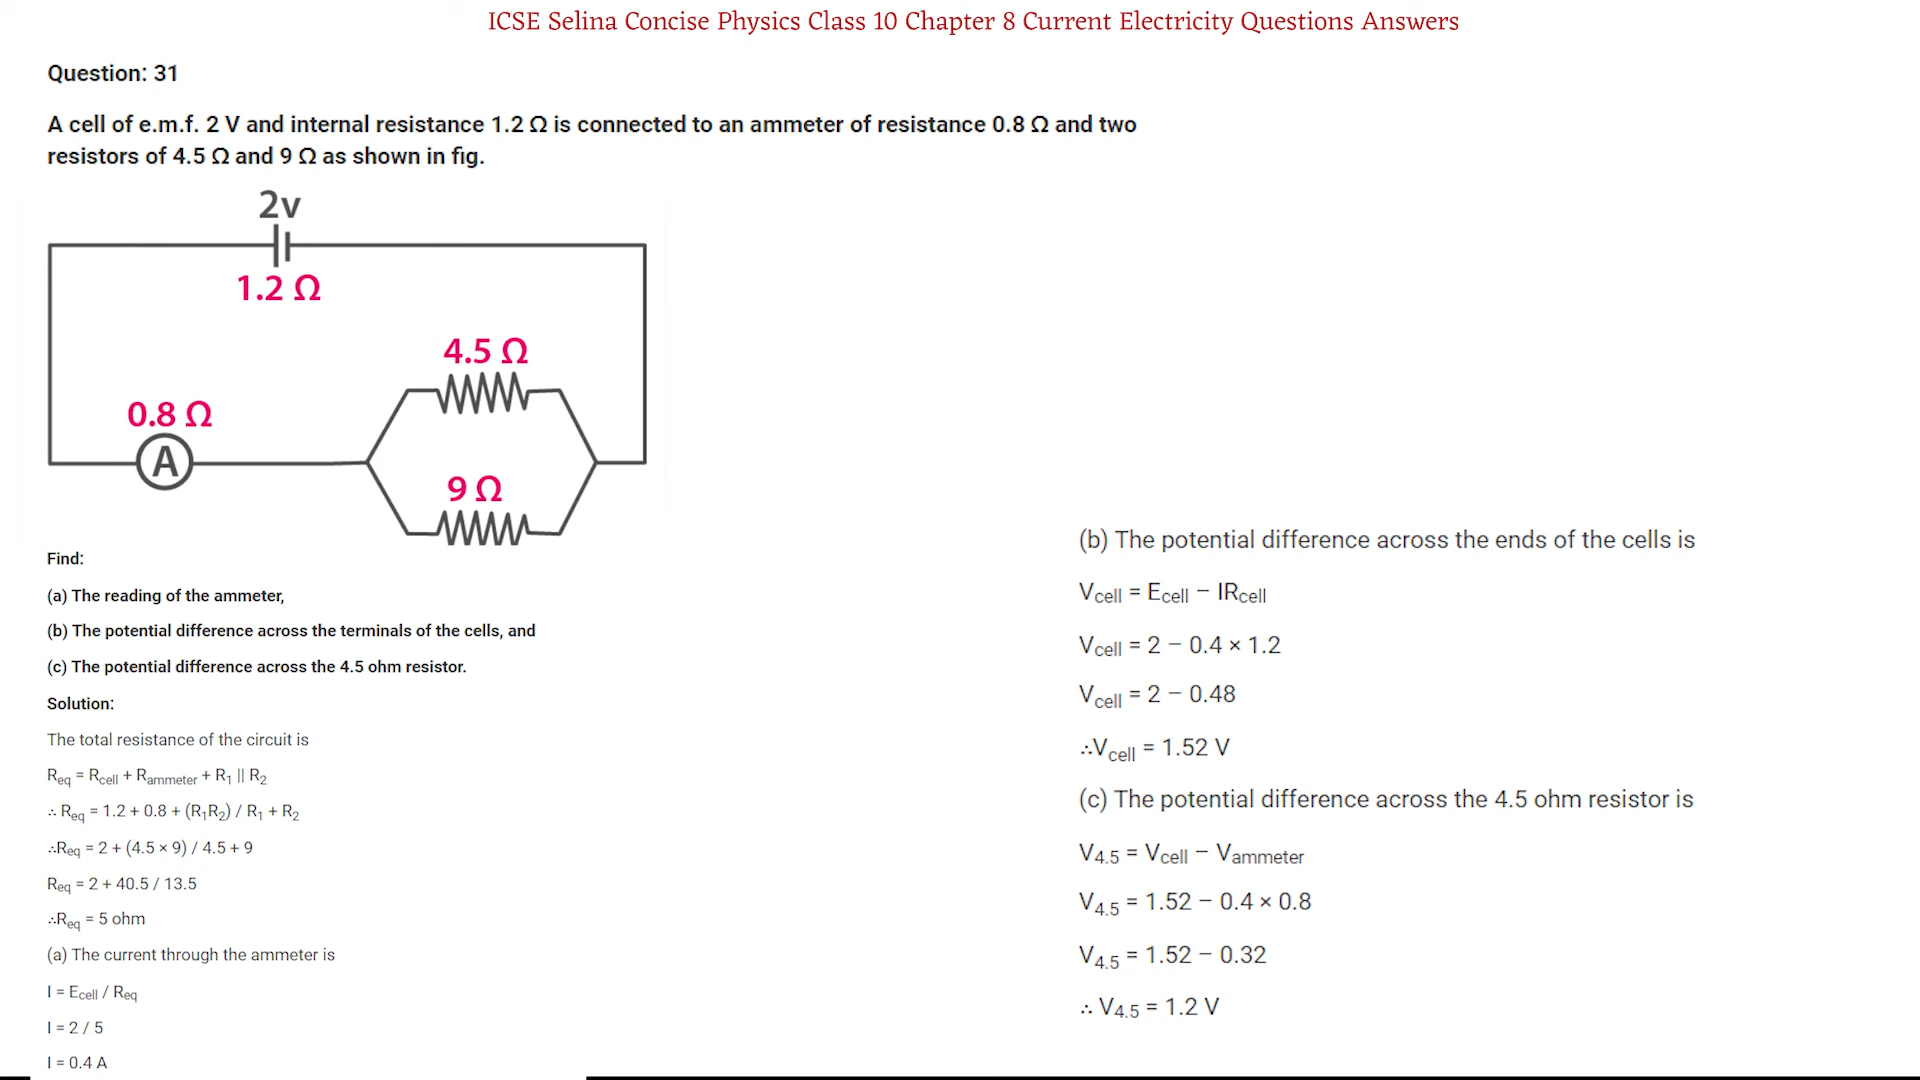 ICSE Selina Concise Physics Class 10 Chapter 8 Current Electricity Questions Answers
Question: 31
A cell of e.m.f. 2 V and internal resistance 1.2 Ω is connected to an ammeter of resistance 0.8 Ω and two
resistors of 4.5 Ω and 9 Ω as shown in fig.
2v
1.2 Ω
4.5 Ω
0.8 Ω
A
9 Ω
Find:
(a) The reading of the ammeter,
(b) The potential difference across the terminals of the cells, and
(c) The potential difference across the 4.5 ohm resistor.
Solution:
The total resistance of the circuit is
Req = Rcell + Rammeter + R1 || R2
∴ Req = 1.2 + 0.8 + (R1R2) / R1 + R2
∴Req = 2 + (4.5 × 9) / 4.5 + 9
Req = 2 + 40.5 / 13.5
∴Req = 5 ohm
(a) The current through the ammeter is
I = Ecell / Req
I = 2 / 5
I = 0.4 A
(b) The potential difference across the ends of the cells is
Vcell = Ecell − IRcell
Vcell = 2 − 0.4 × 1.2
Vcell = 2 − 0.48
∴Vcell = 1.52 V
(c) The potential difference across the 4.5 ohm resistor is
V4.5 = Vcell − Vammeter
V4.5 = 1.52 − 0.4 × 0.8
V4.5 = 1.52 − 0.32
∴ V4.5 = 1.2 V